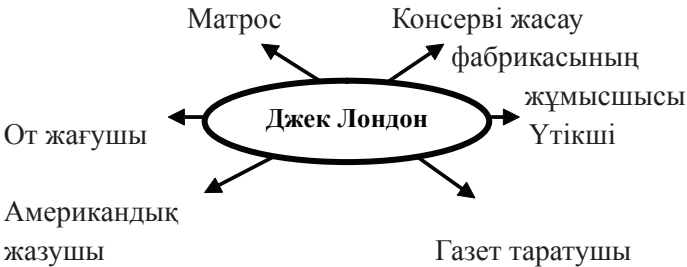 Матрос
Консерві жасау
фабрикасының
жұмысшысы
Джек Лондон
От жағушы
Үтікші
Американдық
жазушы
Газет таратушы